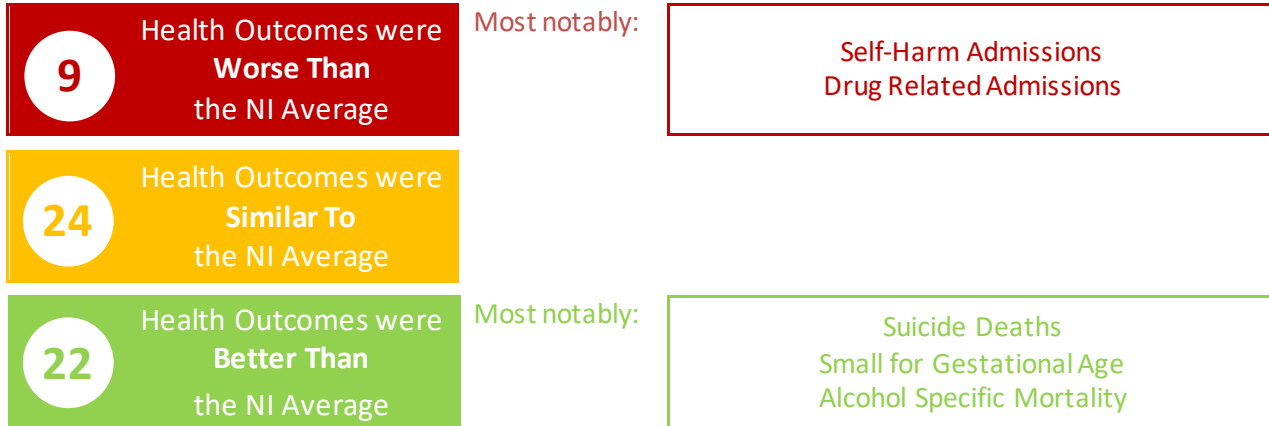 9
Health Outcomes were
Worse Than
the NI Average
Most notably:
Self-Harm Admissions
Drug Related Admissions
24
Health Outcomes were
Similar To
the NI Average
22
Health Outcomes were
Better Than
the NI Average
Most notably:
Suicide Deaths
Small for Gestational Age
Alcohol Specific Mortality